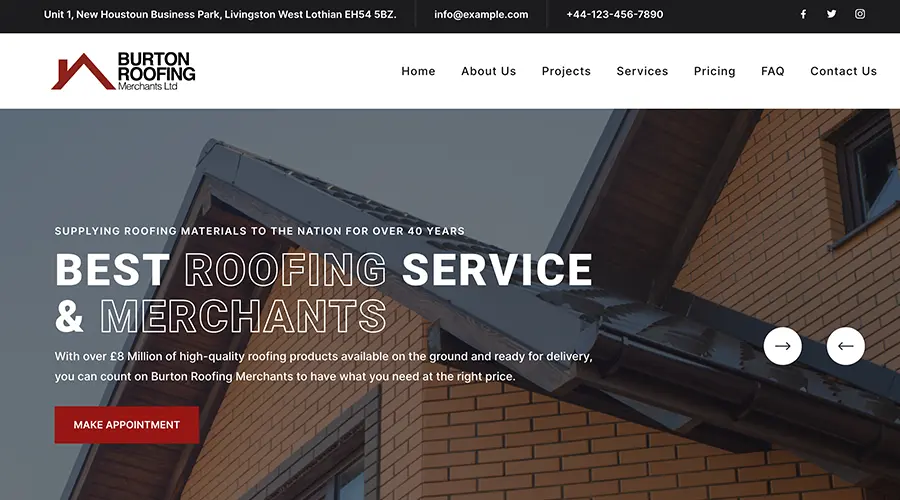 Unit 1, New Houstoun Business Park, Livingston West Lothian EH54 5BZ.
info@example.com
+44-123-456-7890
BURTON
ROOFING
Merchants Ltd
Home About Us Projects Services Pricing FAQ Contact Us
SUPPLYING ROOFING MATERIALS TO THE NATION FOR OVER 40 YEARS
BEST ROOFING SERVICE
& MERCHANTS
With over £8 Million of high-quality roofing products available on the ground and ready for delivery,
you can count on Burton Roofing Merchants to have what you need at the right price.
MAKE APPOINTMENT